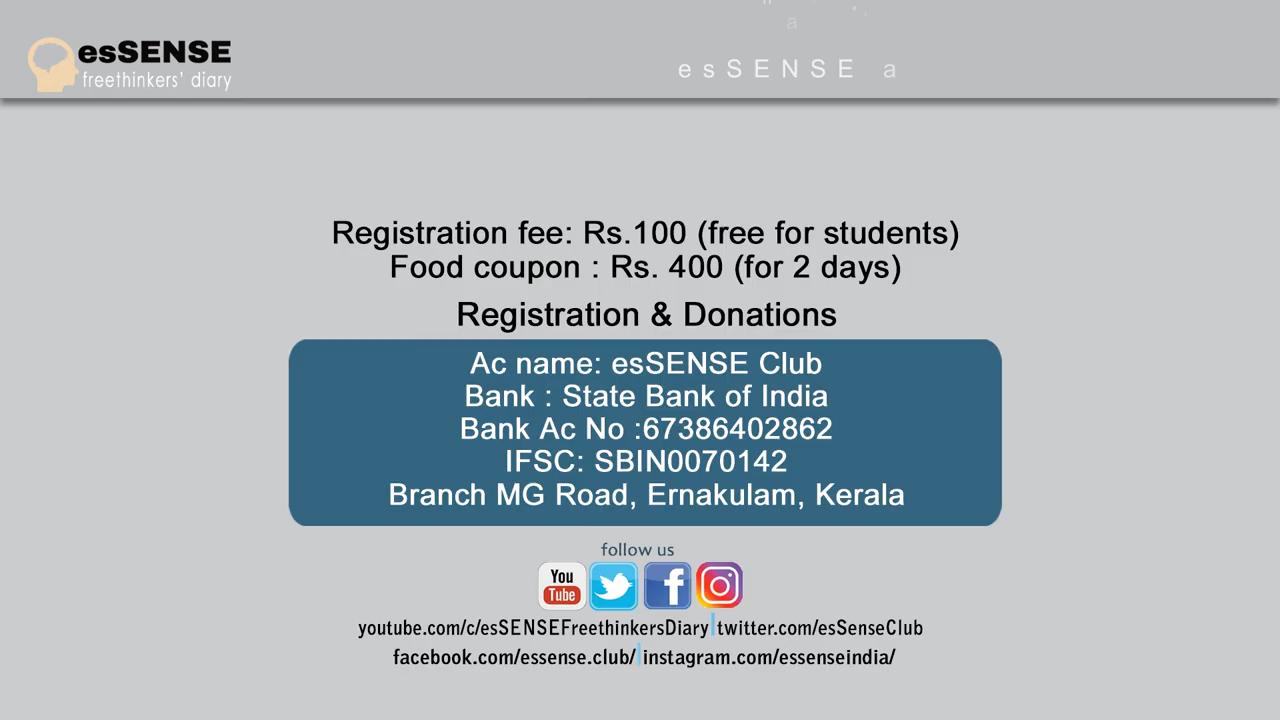 esSENSE
freethinkers' diary
a
esSENSE a
Registration fee: Rs.100 (free for students)
Food coupon : Rs. 400 (for 2 days)
Registration & Donations
Ac name: esSENSE Club
Bank : State Bank of India
Bank Ac No :67386402862
IFSC: SBIN0070142
Branch MG Road, Ernakulam, Kerala
follow us
You
Tube
youtube.com/c/esSENSEFreethinkersDiary twitter.com/esSenseClub
facebook.com/essense.club/ instagram.com/essenseindia/